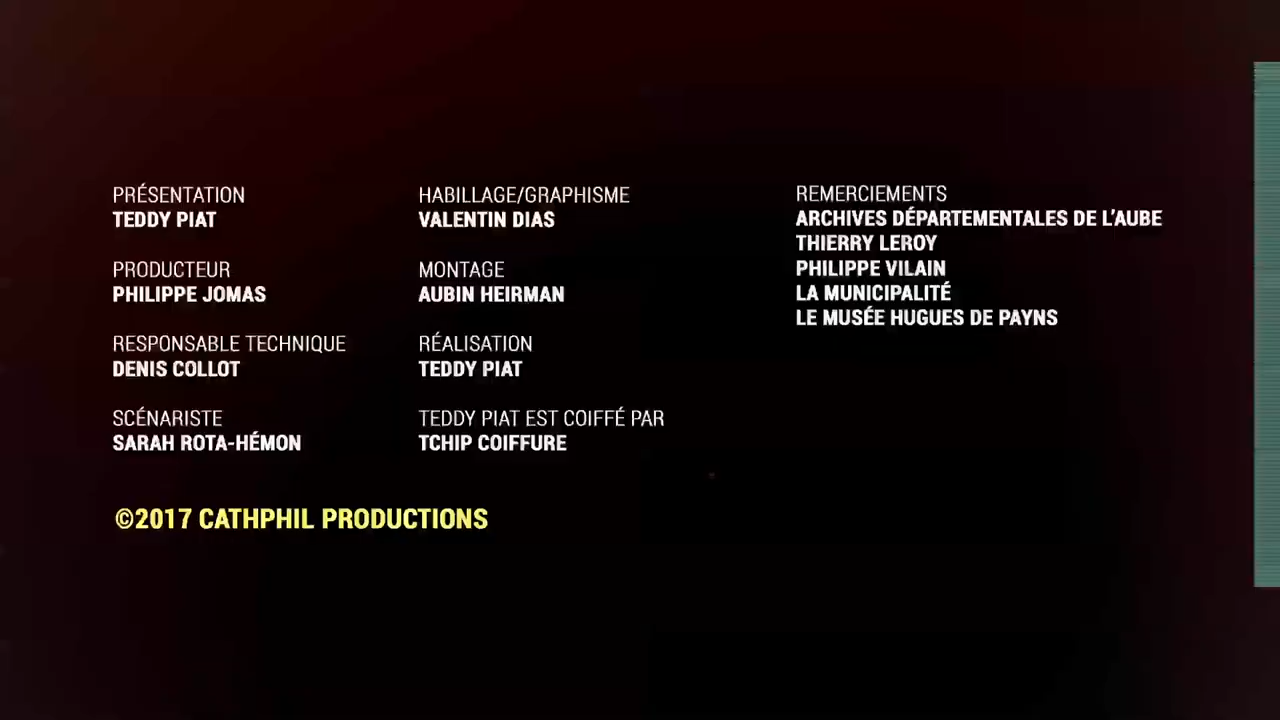 PRÉSENTATION
TEDDY PIAT
PRODUCTEUR
PHILIPPE JOMAS
RESPONSABLE TECHNIQUE
DENIS COLLOT
SCÉNARISTE
SARAH ROTA-HÉMON
HABILLAGE/GRAPHISME
VALENTIN DIAS
MONTAGE
AUBIN HEIRMAN
RÉALISATION
TEDDY PIAT
TEDDY PIAT EST COIFFÉ PAR
TCHIP COIFFURE
REMERCIEMENTS
ARCHIVES DÉPARTEMENTALES DE L'AUBE
THIERRY LEROY
PHILIPPE VILAIN
LA MUNICIPALITÉ
LE MUSÉE HUGUES DE PAYNS
©2017 CATHPHIL PRODUCTIONS